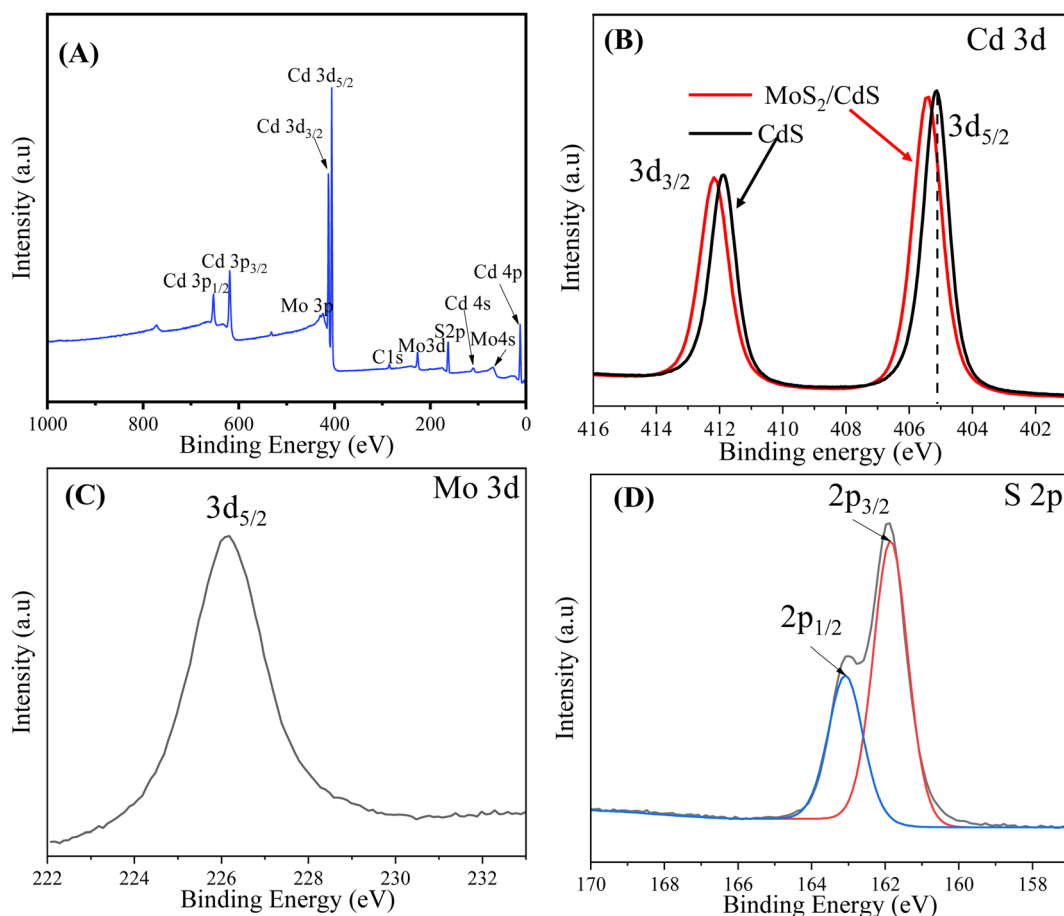 (A)
Cd 3d5/2
Cd 3d3/2
Cd 3p3/2
Cd 3p1/2
Mo 3p
C1s
Mo3d
S2p
Cd 4s
Mo4s
Cd 4p
Intensity (a.u)
1000 800 600 400 200 0
Binding Energy (eV)
(B)
Cd 3d
MoS2/CdS
CdS
3d5/2
3d3/2
Intensity (a.u)
416 414 412 410 408 406 404 402
Binding energy (eV)
(C)
Mo 3d
3d5/2
Intensity (a.u)
222 224 226 228 230 232
Binding Energy (eV)
(D)
S 2p
2p3/2
2p1/2
Intensity (a.u)
170 168 166 164 162 160 158
Binding Energy (eV)